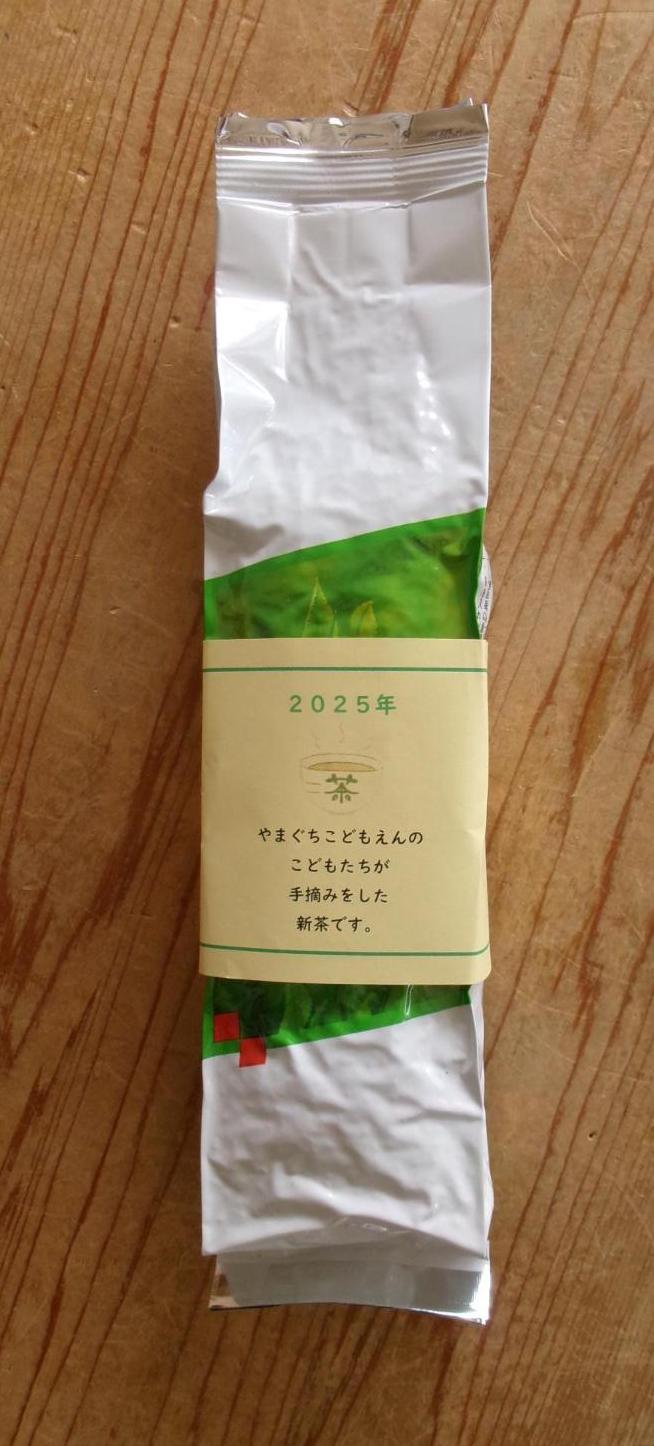 2025年
茶
やまぐちこどもえんの
こどもたちが
手摘みをした
新茶です。